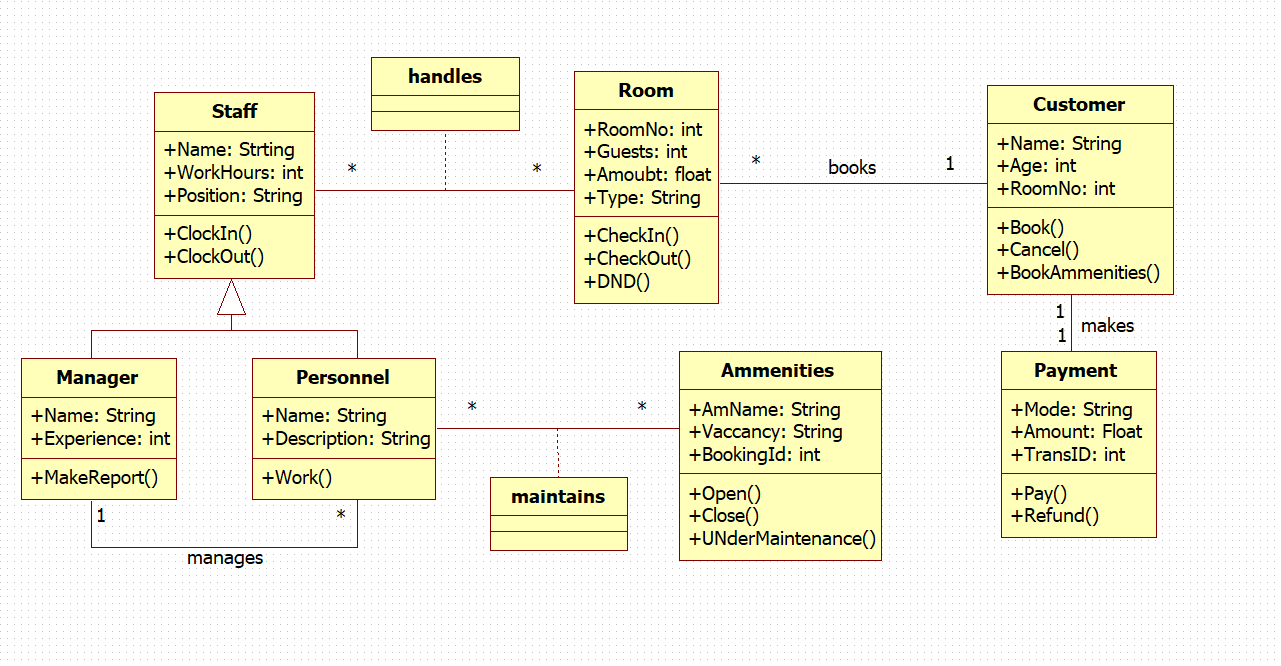 handles
Staff
+Name: Strting
+WorkHours: int
+Position: String
+ClockIn()
+ClockOut()
*
*
Room
+RoomNo: int
+Guests: int
+Amoubt: float
+Type: String
+CheckIn()
+CheckOut()
+DND()
*
books
1
Customer
+Name: String
+Age: int
+RoomNo: int
+Book()
+Cancel()
+BookAmmenities()
1
makes
1
Manager
+Name: String
+Experience: int
+MakeReport()
1
manages
*
Personnel
+Name: String
+Description: String
+Work()
*
*
maintains
Ammenities
+AmName: String
+Vaccancy: String
+BookingId: int
+Open()
+Close()
+UNderMaintenance()
Payment
+Mode: String
+Amount: Float
+TransID: int
+Pay()
+Refund()